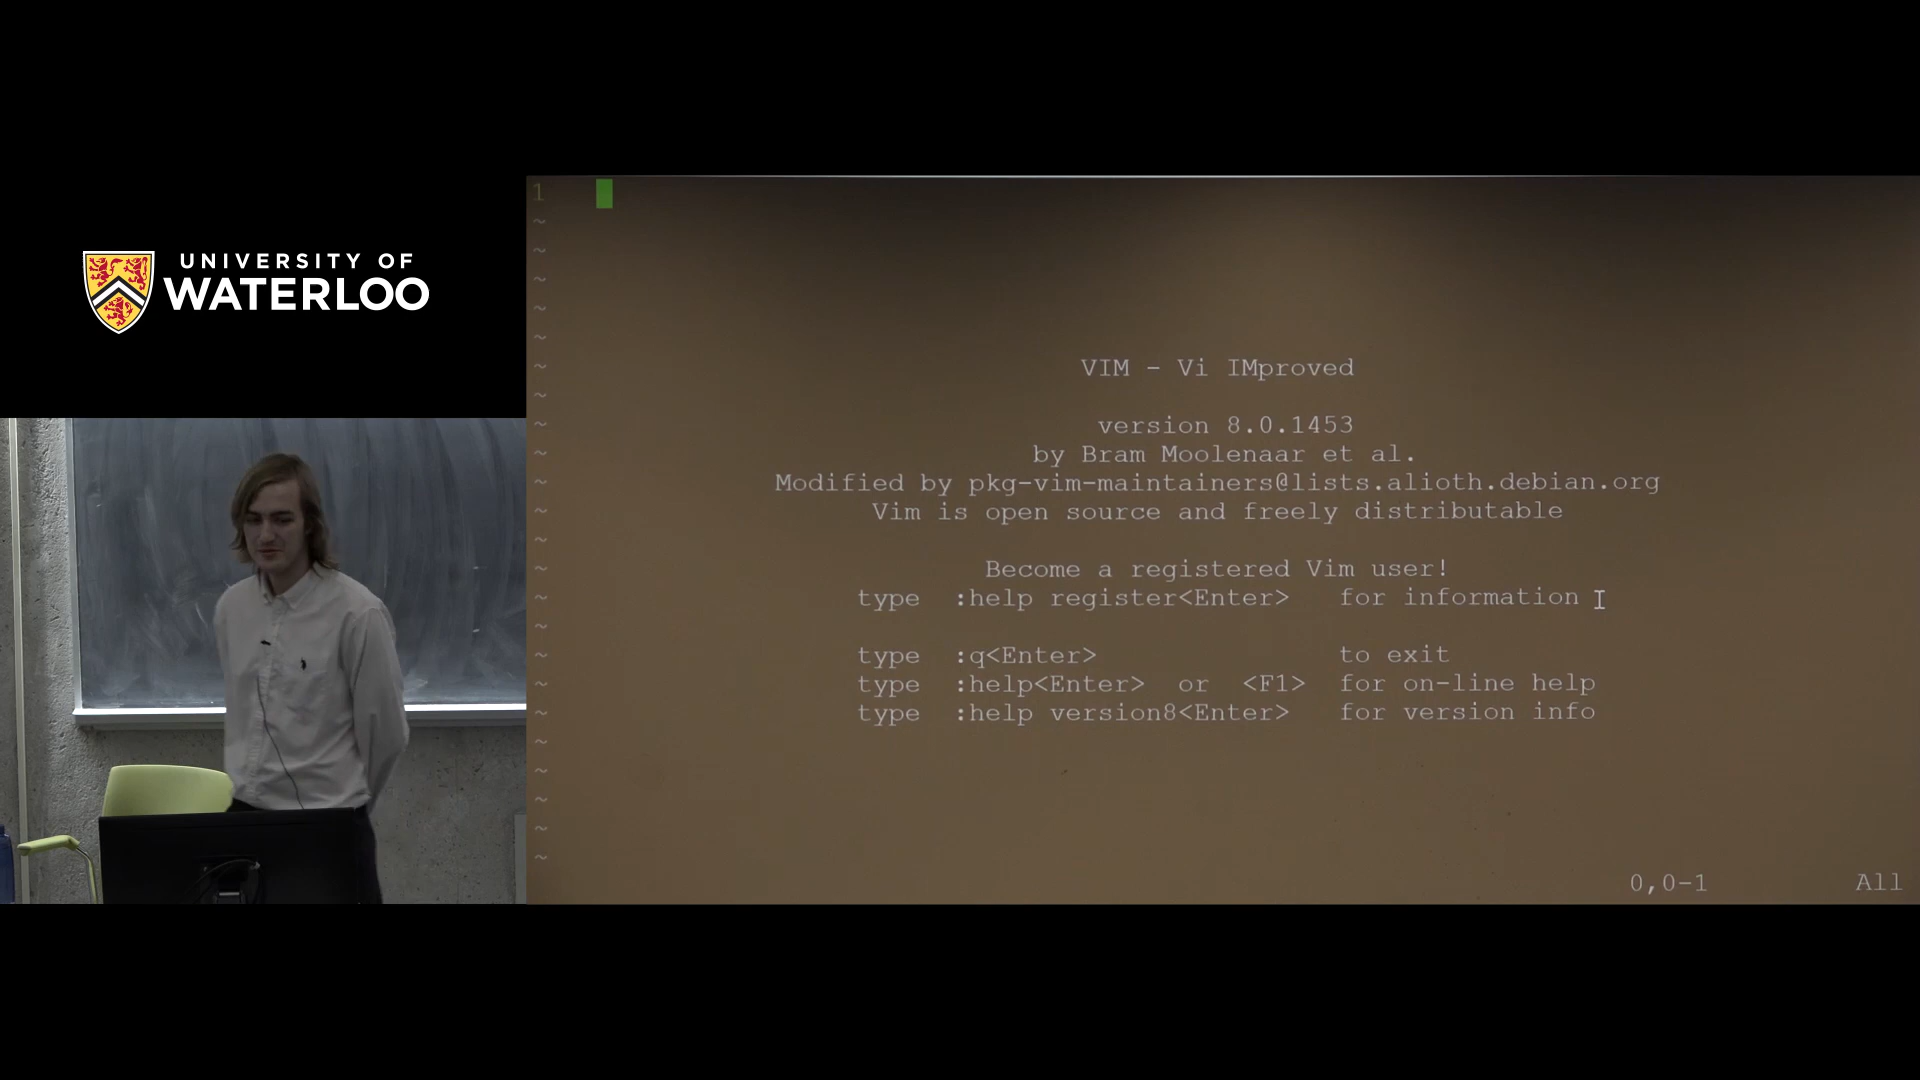 UNIVERSITY OF
WATERLOO
1
~
~
~
~
~
~ VIM - Vi IMproved
~
~ version 8.0.1453
~ by Bram Moolenaar et al.
~ Modified by pkg-vim-maintainers@lists.alioth.debian.org
~ Vim is open source and freely distributable
~
~ Become a registered Vim user!
~ type :help register<Enter> for information
~
~ type :q<Enter> to exit
~ type :help<Enter> or <F1> for on-line help
~ type :help version8<Enter> for version info
~
~
~
~
~
0,0-1 All